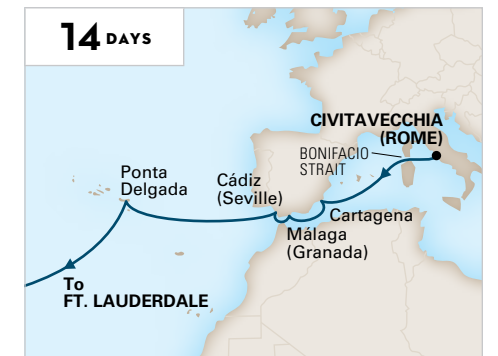 14 DAYS
CIVITAVECCHIA
(ROME)
BONIFACIO
STRAIT
Ponta
Delgada
Cádiz
(Seville)
Cartagena
Málaga
(Granada)
To
FT. LAUDERDALE